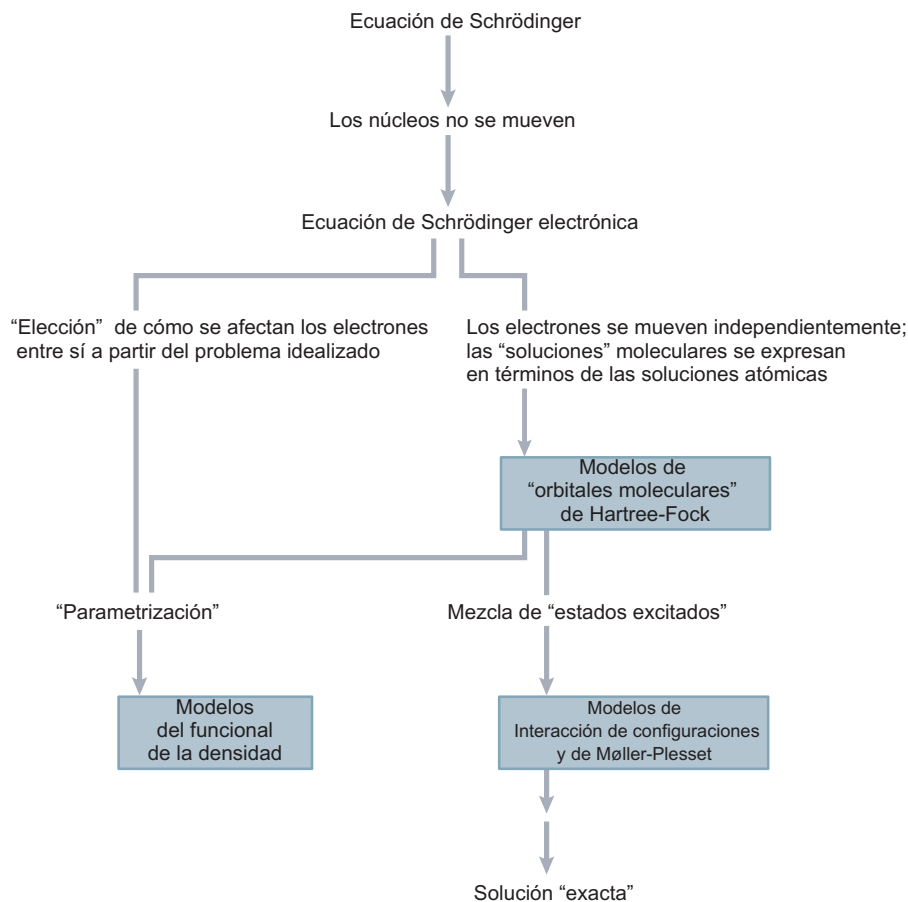 Ecuación de Schrödinger
Los núcleos no se mueven
Ecuación de Schrödinger electrónica
“Elección” de cómo se afectan los electrones
entre sí a partir del problema idealizado
Los electrones se mueven independientemente;
las “soluciones” moleculares se expresan
en términos de las soluciones atómicas
Modelos de
“orbitales moleculares”
de Hartree-Fock
“Parametrización”
Mezcla de “estados excitados”
Modelos
del funcional
de la densidad
Modelos de
Interacción de configuraciones
y de Møller-Plesset
Solución “exacta”